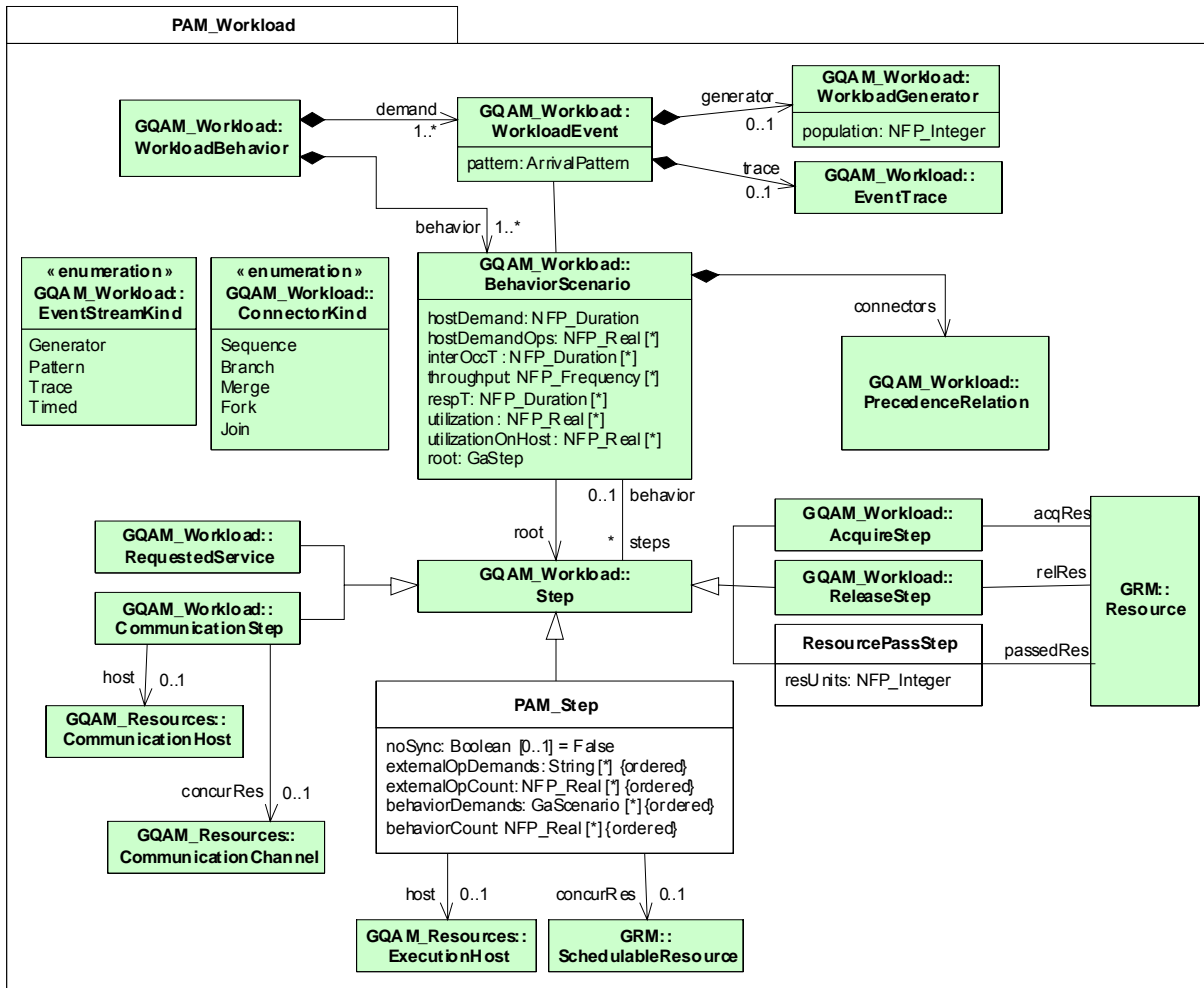 PAM_Workload
GQAM_Workload::
WorkloadBehavior
demand
1..*
GQAM_Workload::
WorkloadEvent
pattern: ArrivalPattern
generator
0..1
GQAM_Workload::
WorkloadGenerator
population: NFP_Integer
trace
0..1
GQAM_Workload::
EventTrace
behavior
1..*
« enumeration »
GQAM_Workload::
EventStreamKind
Generator
Pattern
Trace
Timed
« enumeration »
GQAM_Workload::
ConnectorKind
Sequence
Branch
Merge
Fork
Join
GQAM_Workload::
BehaviorScenario
hostDemand: NFP_Duration
hostDemandOps: NFP_Real [*]
interOccT : NFP_Duration [*]
throughput: NFP_Frequency [*]
respT: NFP_Duration [*]
utilization : NFP_Real [*]
utilizationOnHost : NFP_Real [*]
root: GaStep
connectors
GQAM_Workload::
PrecedenceRelation
root
0..1
behavior
*
steps
GQAM_Workload::
RequestedService
GQAM_Workload::
CommunicationStep
GQAM_Workload::
Step
GQAM_Workload::
AcquireStep
acqRes
GQAM_Workload::
ReleaseStep
relRes
ResourcePassStep
resUnits: NFP_Integer
passedRes
GRM::
Resource
host
0..1
GQAM_Resources::
CommunicationHost
concurRes
0..1
GQAM_Resources::
CommunicationChannel
PAM_Step
noSync: Boolean [0..1] = False
externalOpDemands: String [*] {ordered}
externalOpCount: NFP_Real [*] {ordered}
behaviorDemands: GaScenario [*] {ordered}
behaviorCount: NFP_Real [*] {ordered}
host
0..1
GQAM_Resources::
ExecutionHost
concurRes
0..1
GRM::
SchedulableResource